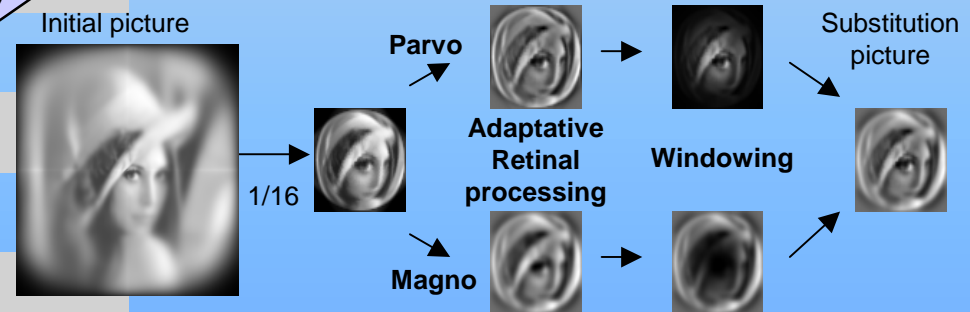 Initial picture
Parvo
Substitution
picture
Adaptative
Retinal
processing
Windowing
1/16
Magno